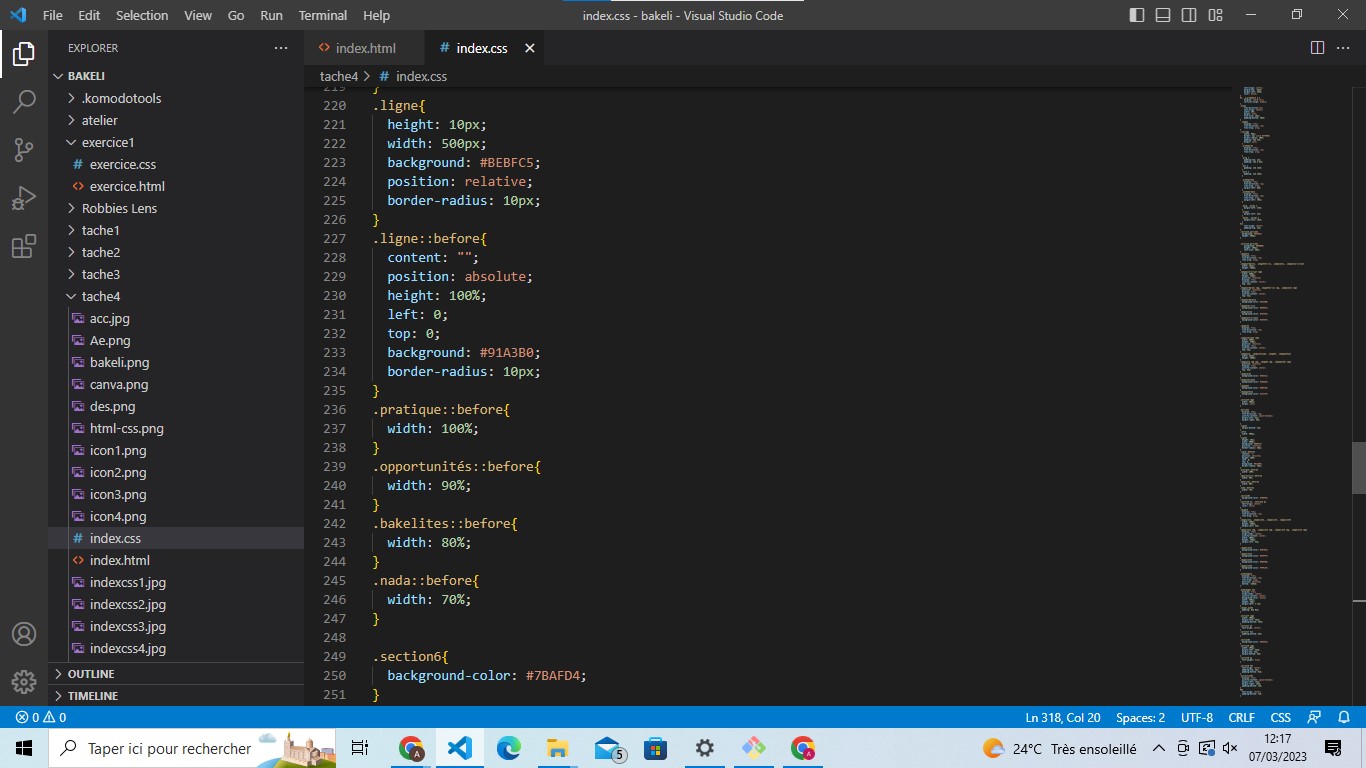 File Edit Selection View Go Run Terminal Help
index.css - bakeli - Visual Studio Code
EXPLORER
BAKELI
.komodotools
atelier
exercice1
# exercice.css
<> exercice.html
Robbies Lens
tache1
tache2
tache3
tache4
acc.jpg
Ae.png
bakeli.png
canva.png
des.png
html-css.png
icon1.png
icon2.png
icon3.png
icon4.png
# index.css
<> index.html
indexcss1.jpg
indexcss2.jpg
indexcss3.jpg
indexcss4.jpg
OUTLINE
TIMELINE
<> index.html
# index.css
tache4 > # index.css
219 }
220 .ligne{
221 height: 10px;
222 width: 500px;
223 background: #BEBFC5;
224 position: relative;
225 border-radius: 10px;
226 }
227 .ligne::before{
228 content: "";
229 position: absolute;
230 height: 100%;
231 left: 0;
232 top: 0;
233 background: #91A3B0;
234 border-radius: 10px;
235 }
236 .pratique::before{
237 width: 100%;
238 }
239 .opportunités::before{
240 width: 90%;
241 }
242 .bakelites::before{
243 width: 80%;
244 }
245 .nada::before{
246 width: 70%;
247 }
248
249 .section6{
250 background-color: #7BAFD4;
251 }
0 0
Ln 318, Col 20 Spaces: 2 UTF-8 CRLF CSS
Taper ici pour rechercher
A
5
A
24°C Très ensoleillé
12:17
07/03/2023